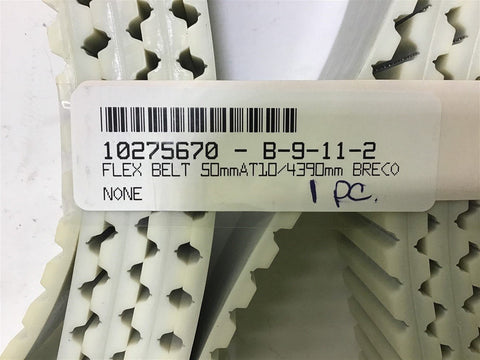 10275670 - B-9-11-2
FLEX BELT 50mmAT10/4390mm BRECO
NONE
1 pc.